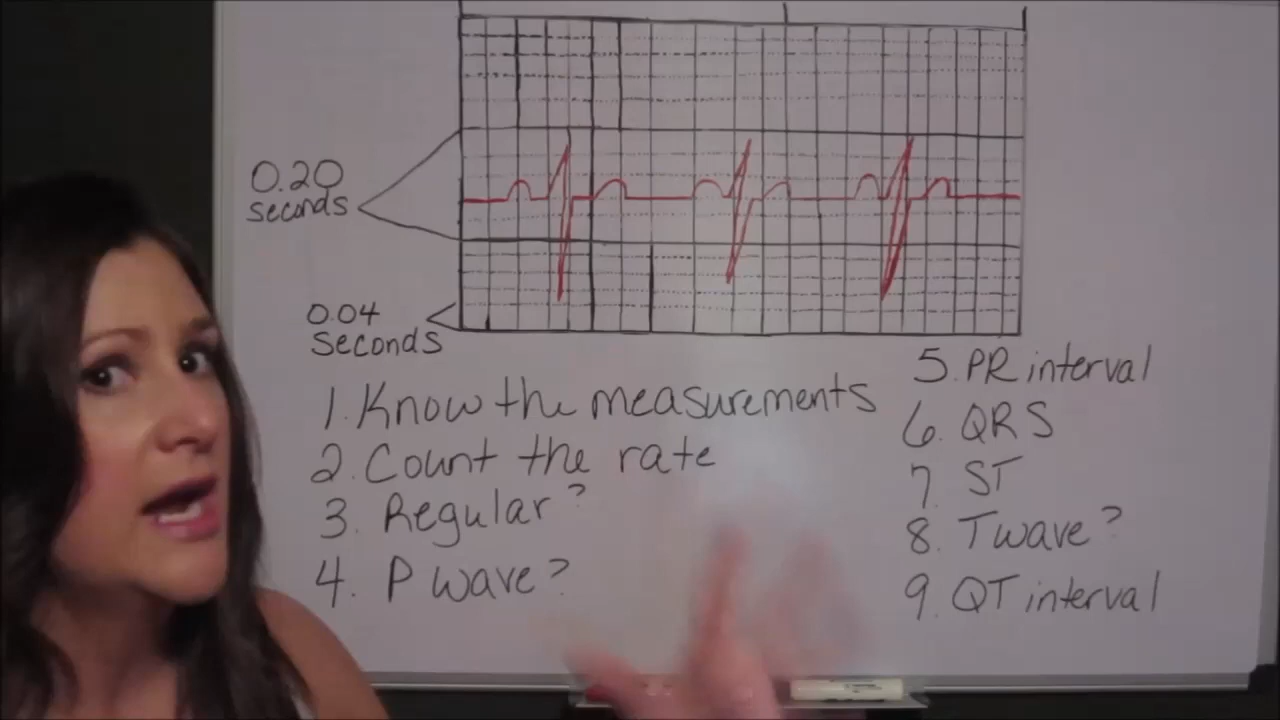 0.20
seconds
0.04
seconds
1. Know the measurements
2. Count the rate
3. Regular?
4. P wave?
5. PR interval
6. QRS
7 ST
8. T wave?
9. QT interval